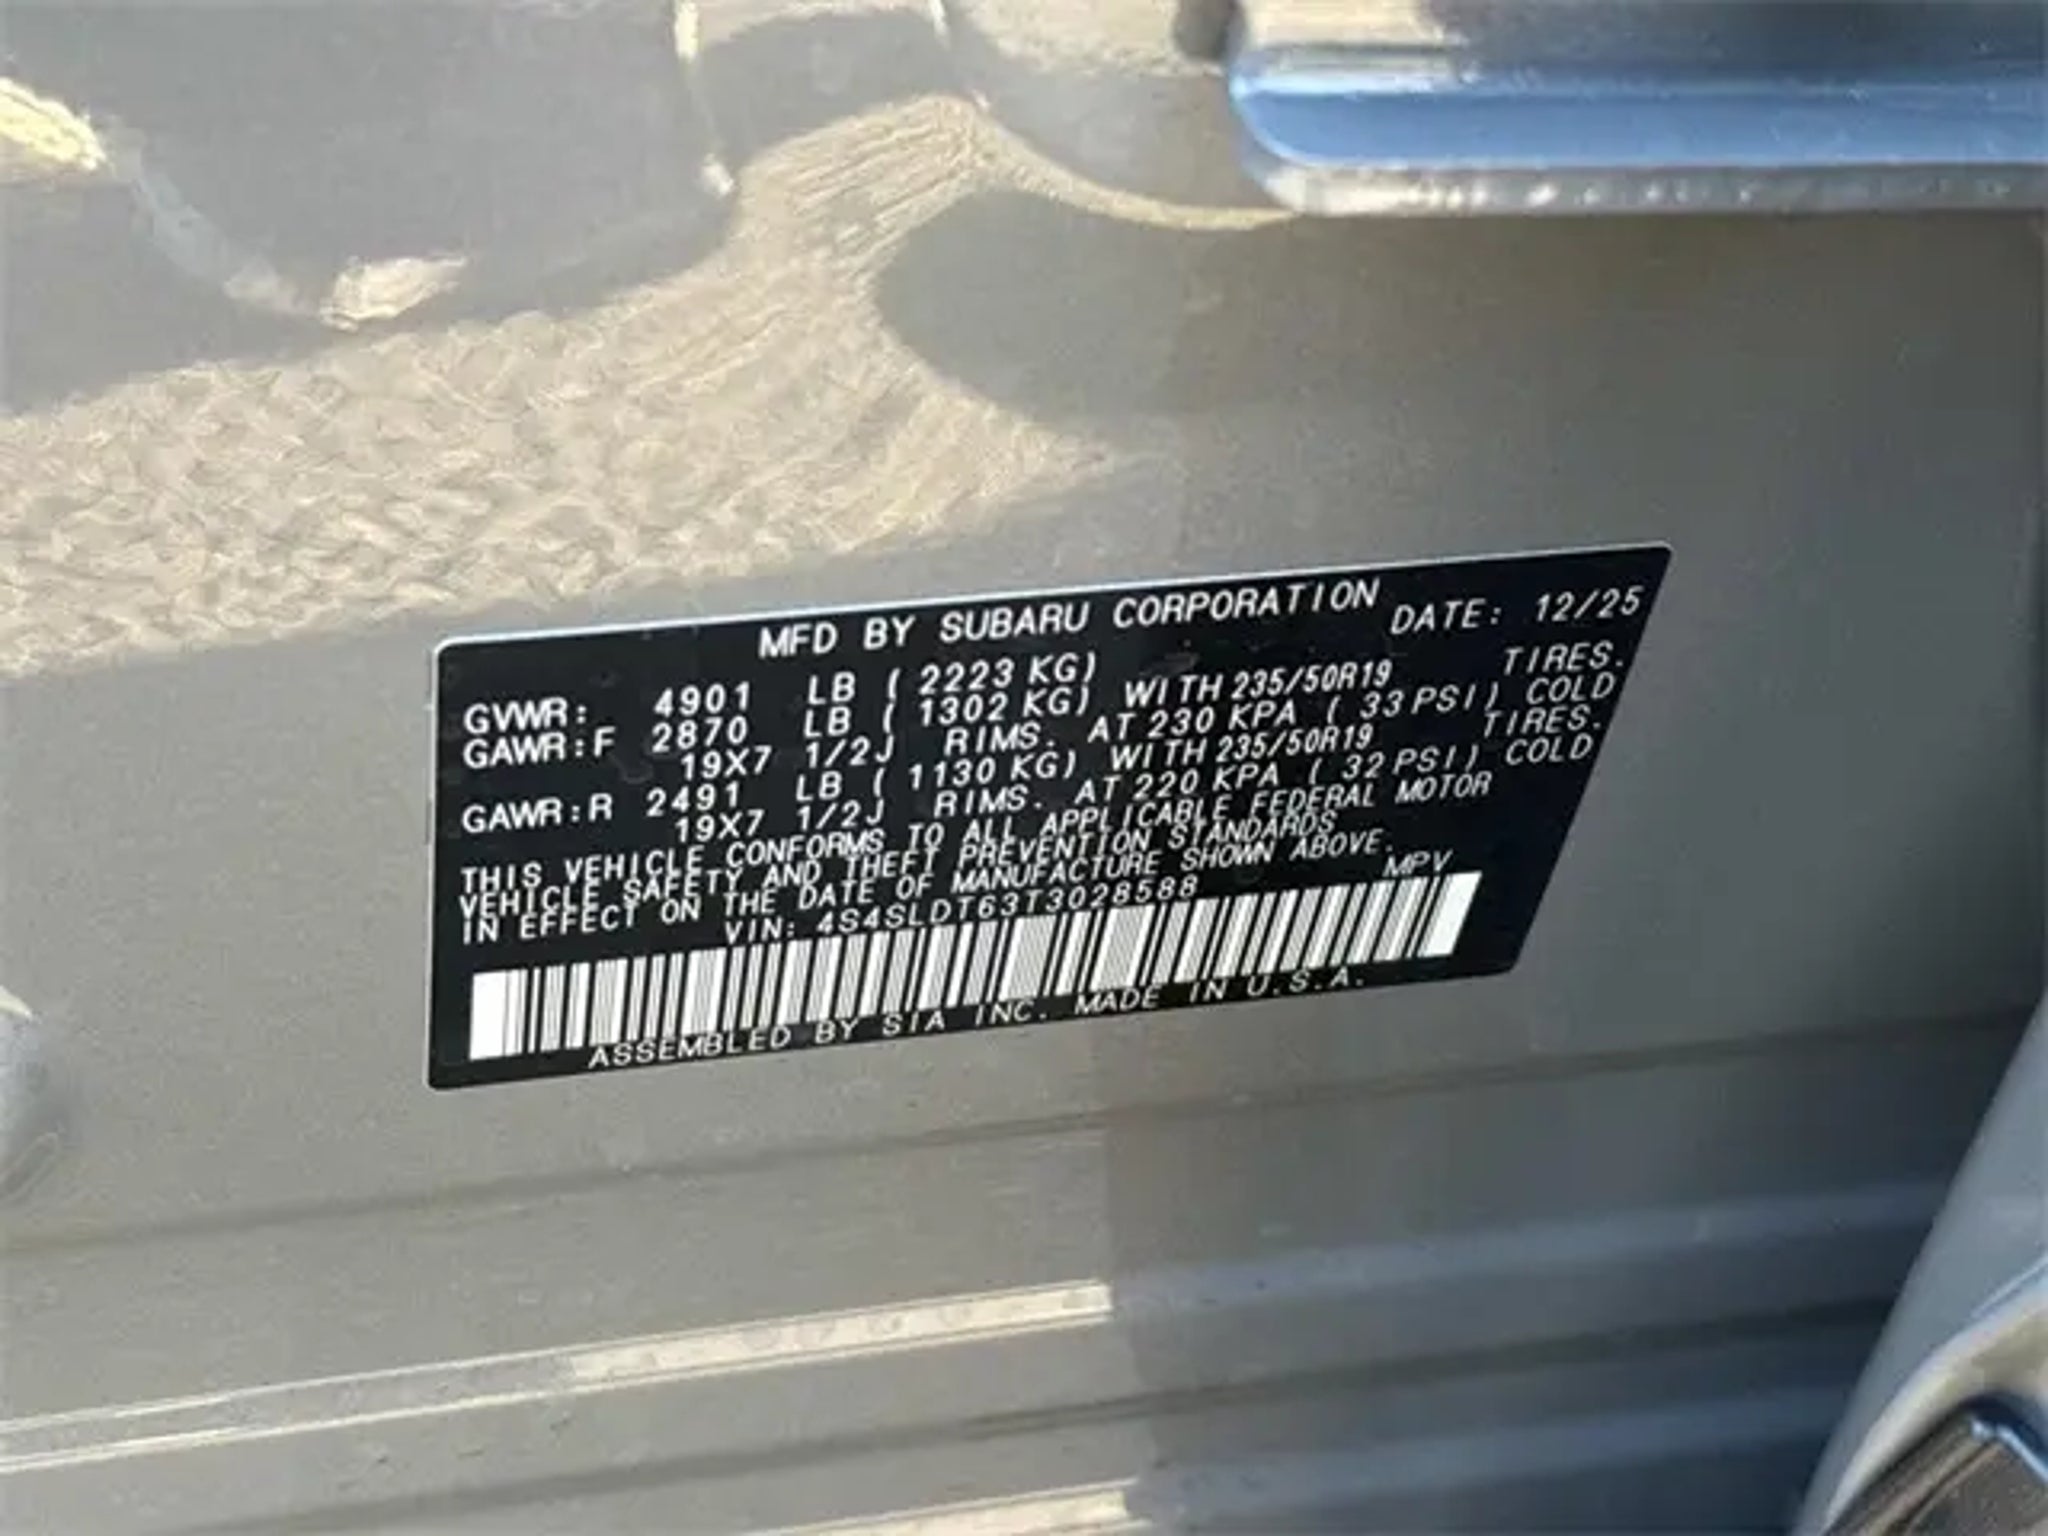 MFD BY SUBARU CORPORATION DATE: 12/25
GVWR: 4901 LB ( 2223 KG)
GAWR:F 2870 LB ( 1302 KG) WITH 235/50R19 TIRES.
19X7 1/2J RIMS. AT 230 KPA ( 33 PSI) COLD
GAWR:R 2491 LB ( 1130 KG) WITH 235/50R19 TIRES.
19X7 1/2J RIMS. AT 220 KPA ( 32 PSI) COLD
THIS VEHICLE CONFORMS TO ALL APPLICABLE FEDERAL MOTOR
VEHICLE SAFETY AND THEFT PREVENTION STANDARDS
IN EFFECT ON THE DATE OF MANUFACTURE SHOWN ABOVE.
VIN: 4S4SLDT63T3028588 MPV
ASSEMBLED BY SIA INC. MADE IN U.S.A.